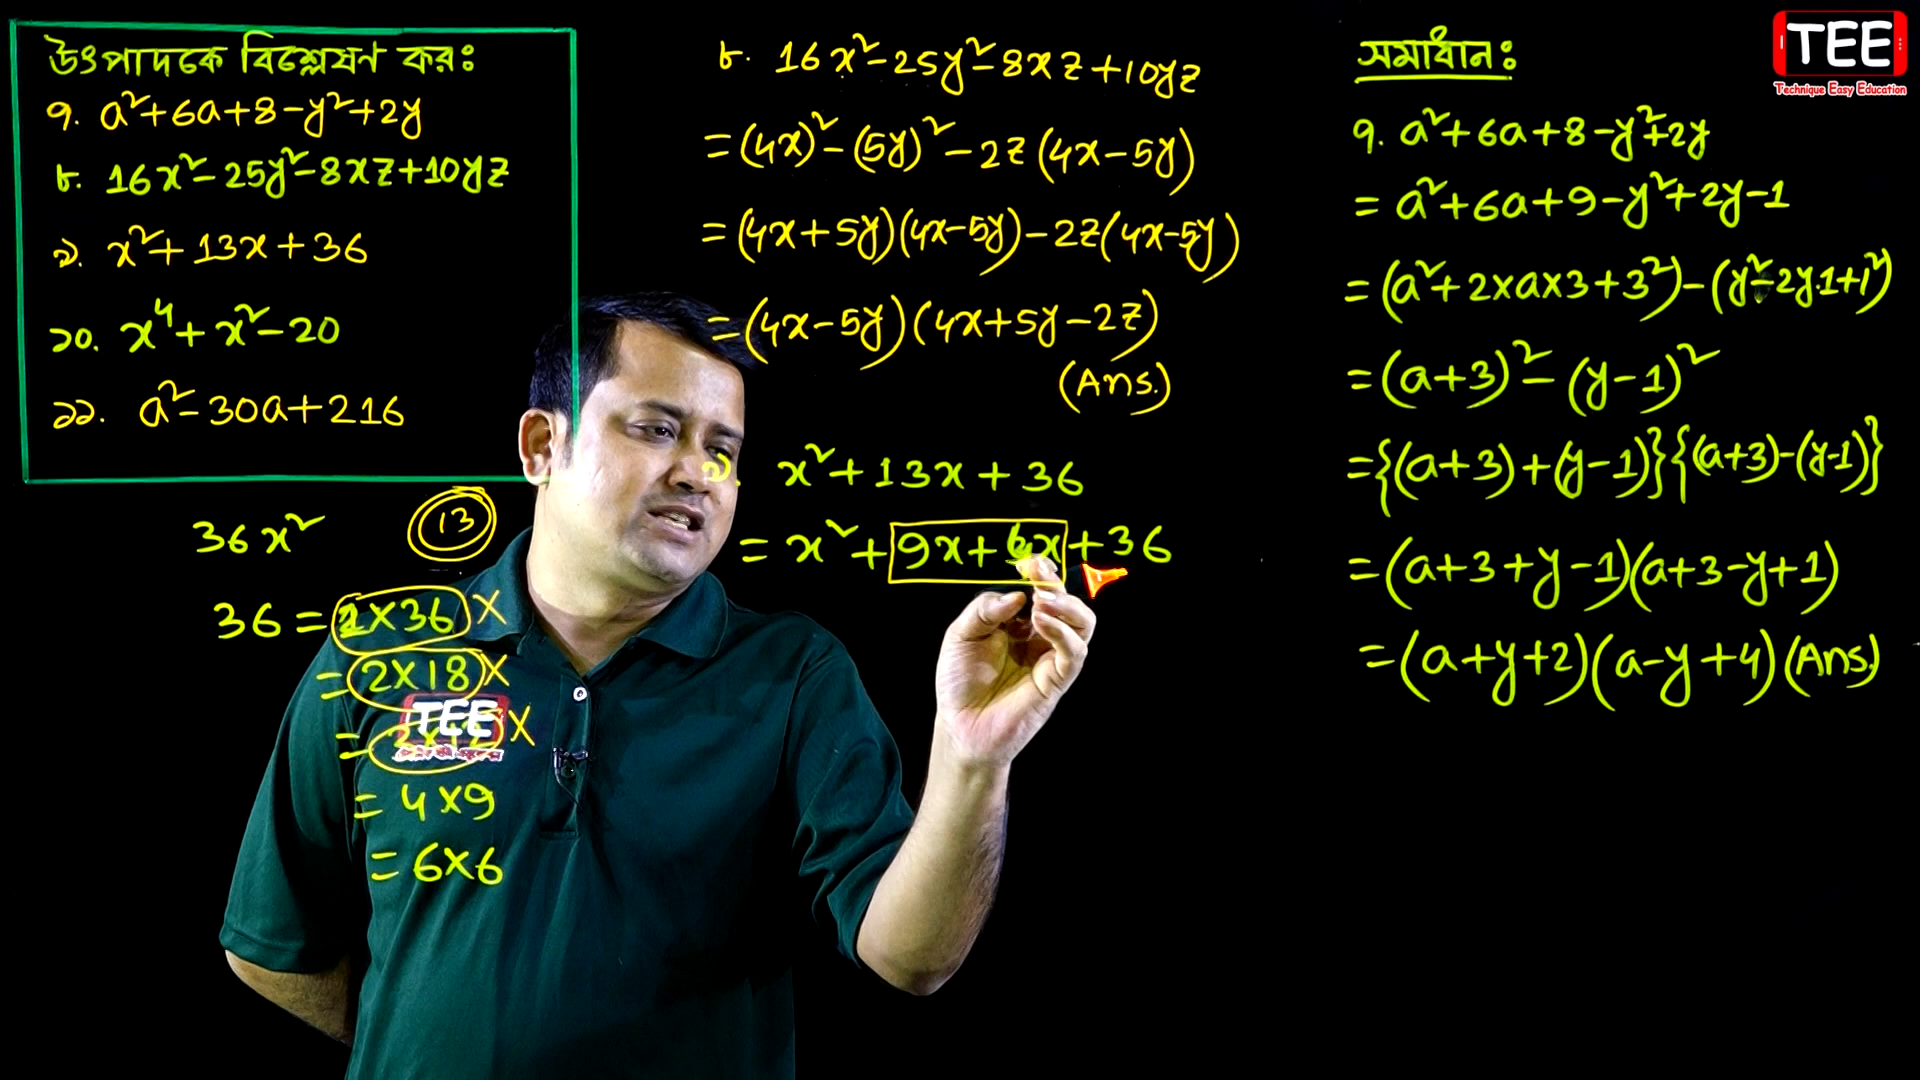 উৎপাদকে বিশ্লেষন করঃ
৭. a²+6a+8-y²+2y
৮. 16x²-25y²-8xz+10yz
৯. x²+13x+36
১০. x⁴+x²-20
১১. a²-30a+216
36x²
13
36 = 1×36 ×
= 2×18 ×
= 3×12 ×
= 4×9
= 6×6
৮. 16x²-25y²-8xz+10yz
=(4x)²-(5y)²-2z(4x-5y)
=(4x+5y)(4x-5y)-2z(4x-5y)
=(4x-5y)(4x+5y-2z)
(Ans.)
৯. x²+13x+36
= x²+9x+4x+36
TEE
Technique Easy Education
সমাধানঃ
৭. a²+6a+8-y²+2y
= a²+6a+9-y²+2y-1
=(a²+2×a×3+3²)-(y²-2y.1+1²)
=(a+3)²-(y-1)²
={(a+3)+(y-1)}{(a+3)-(y-1)}
=(a+3+y-1)(a+3-y+1)
=(a+y+2)(a-y+4)(Ans.)
TEE